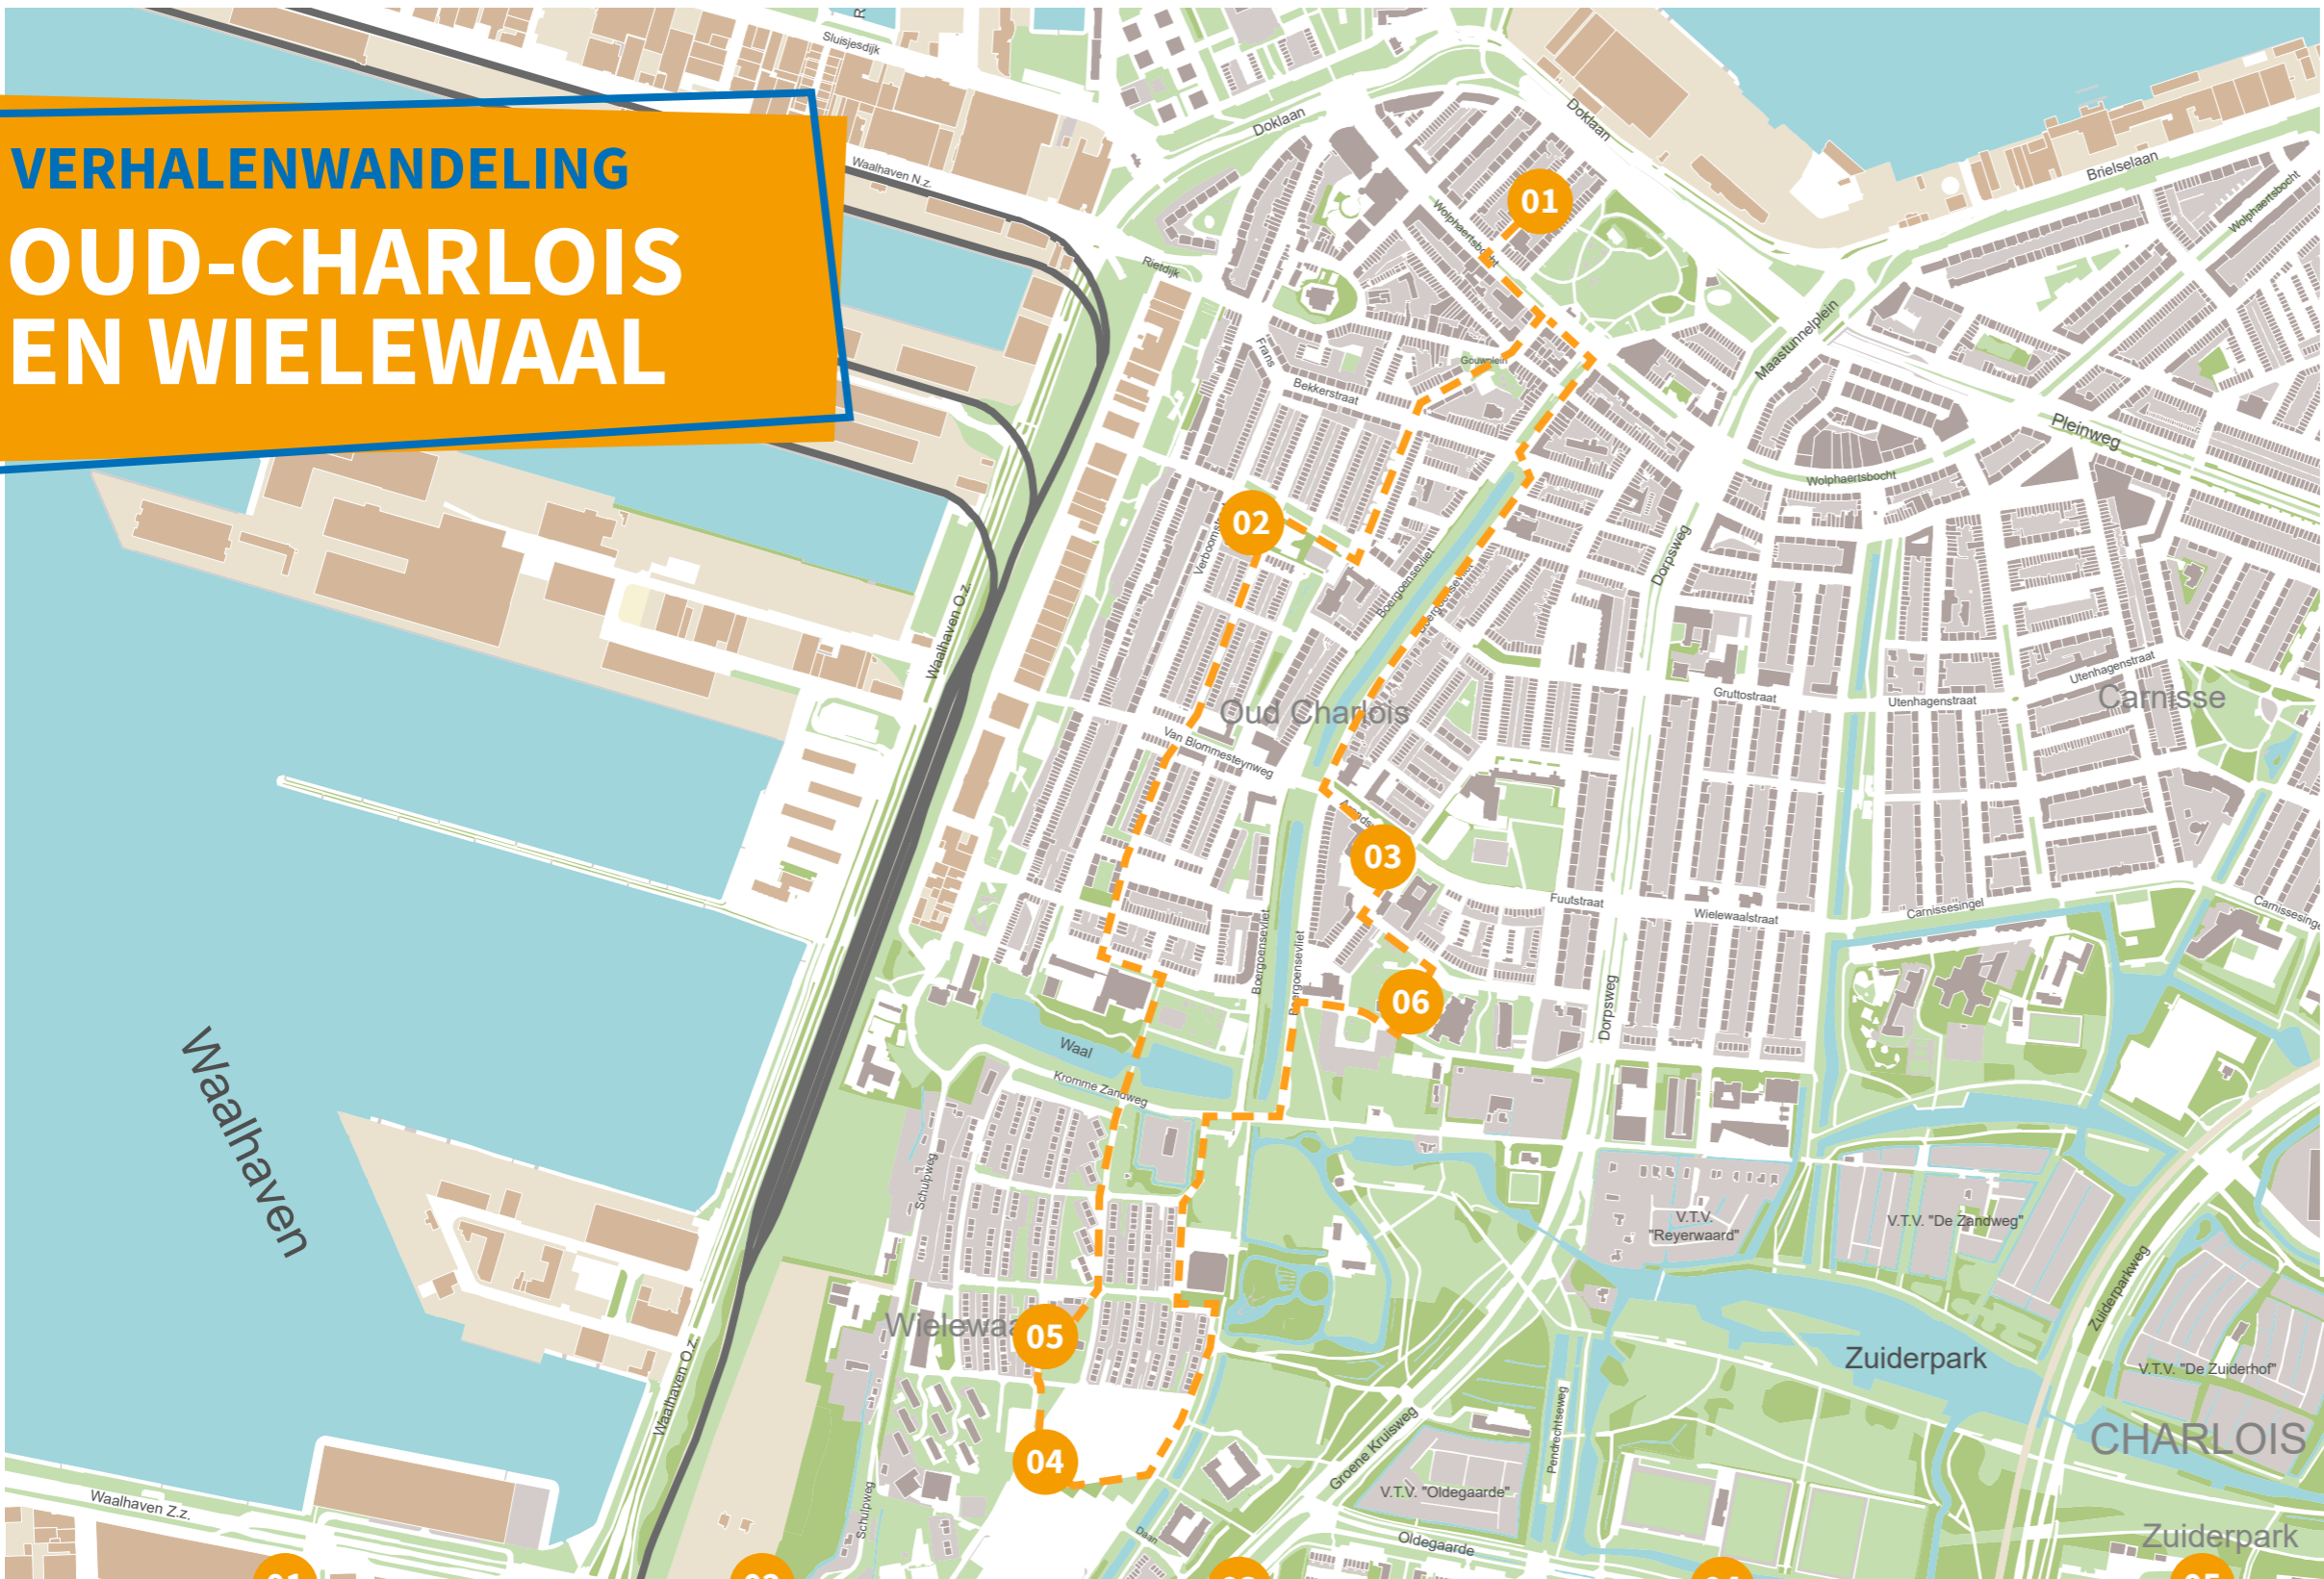 VERHALENWANDELING
OUD-CHARLOIS
EN WIELEWAAL
Sluisjesdijk
Doklaan
Doklaan
Brielselaan
Wolphaertsbocht
Waalhaven N.z.
01
Wolphaertsbocht
Rietdijk
Maastunnelplein
Frans
Bekkerstraat
Gouwplein
Pleinweg
Wolphaertsbocht
02
Dorpsweg
Boergoensevliet
Boergoensevliet
Waalhaven O.z.
Oud Charlois
Van Blommesteynweg
Gruttostraat
Utenhagenstraat
Utenhagenstraat
Carnisse
03
Fuutstraat
Wielewaalstraat
Carnissesingel
Boergoensevliet
Boergoensevliet
06
Dorpsweg
Waalhaven
Waal
Kromme Zandweg
Schulpweg
V.T.V.
"Reyerwaard"
V.T.V. "De Zandweg"
Zuiderparkweg
05
Waalhaven O.z.
Zuiderpark
V.T.V. "De Zuiderhof"
CHARLOIS
04
Groene Kruisweg
Pendrechtseweg
V.T.V. "Oldegaarde"
Waalhaven Z.z.
Schulpweg
Daan
Oldegaarde
Zuiderpark